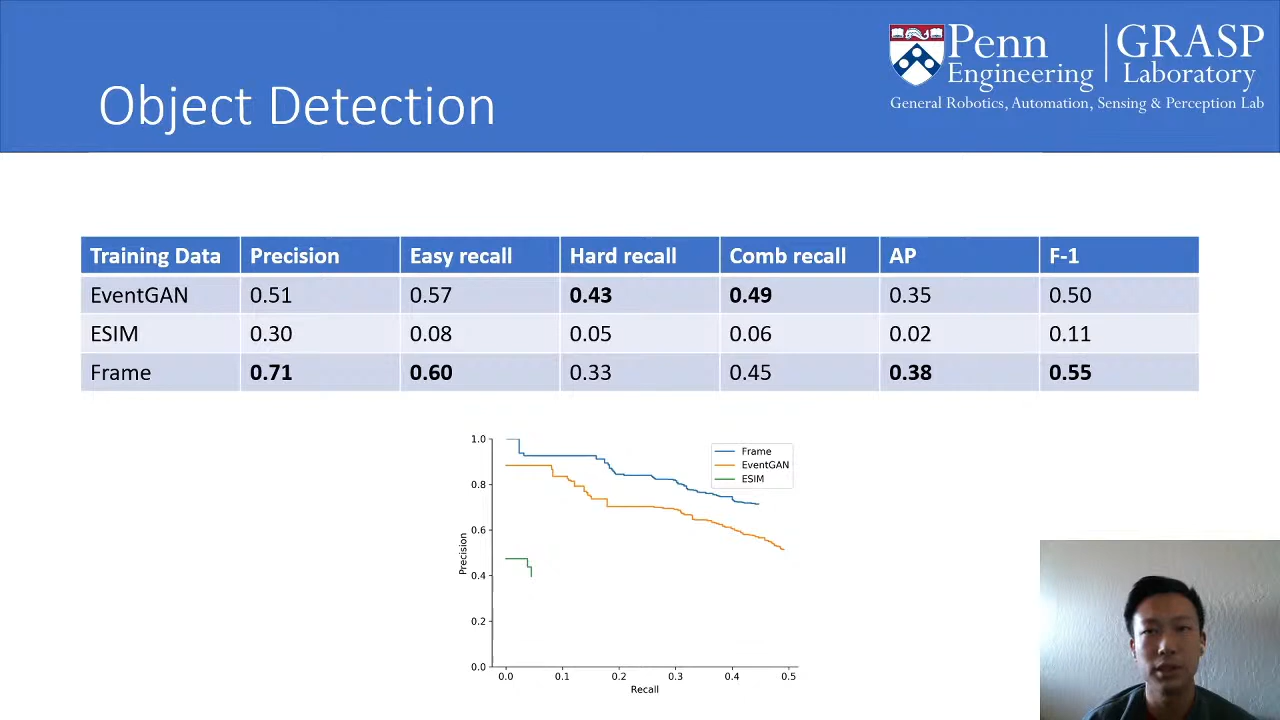 Penn Engineering | GRASP Laboratory
General Robotics, Automation, Sensing & Perception Lab
Object Detection
Training Data Precision Easy recall Hard recall Comb recall AP F-1
EventGAN 0.51 0.57 0.43 0.49 0.35 0.50
ESIM 0.30 0.08 0.05 0.06 0.02 0.11
Frame 0.71 0.60 0.33 0.45 0.38 0.55
1.0
0.8
0.6
0.4
0.2
0.0
Precision
Frame
EventGAN
ESIM
0.0 0.1 0.2 0.3 0.4 0.5
Recall